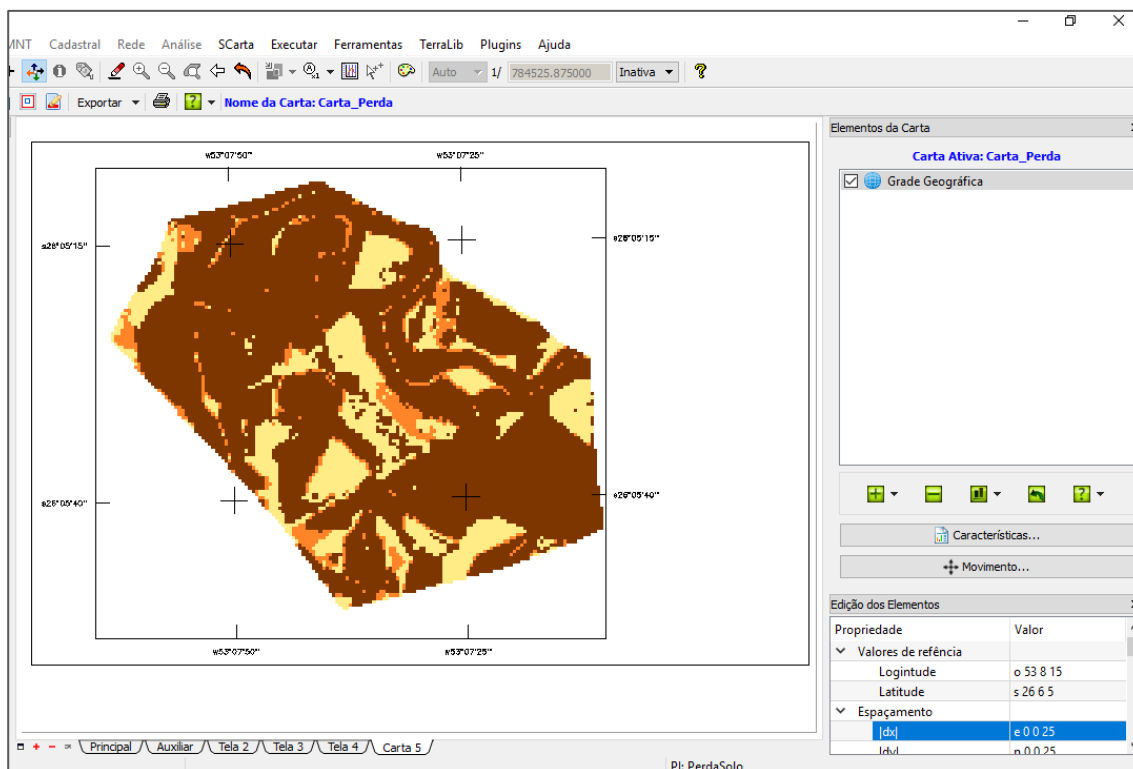 MNT Cadastral Rede Análise SCarta Executar Ferramentas TerraLib Plugins Ajuda
Auto 1/ 784525.875000 Inativa
Exportar Nome da Carta: Carta_Perda
Elementos da Carta
Carta Ativa: Carta_Perda
Grade Geográfica
w53°07'50" w53°07'25"
s26°05'15" s26°05'15"
s26°05'40" s26°05'40"
w53°07'50" w53°07'25"
Características...
Movimento...
Edição dos Elementos
Propriedade Valor
Valores de refência
Logintude o 53 8 15
Latitude s 26 6 5
Espaçamento
|dx| e 0 0 25
|dy| n 0 0 25
Principal Auxiliar Tela 2 Tela 3 Tela 4 Carta 5
PI: PerdaSolo